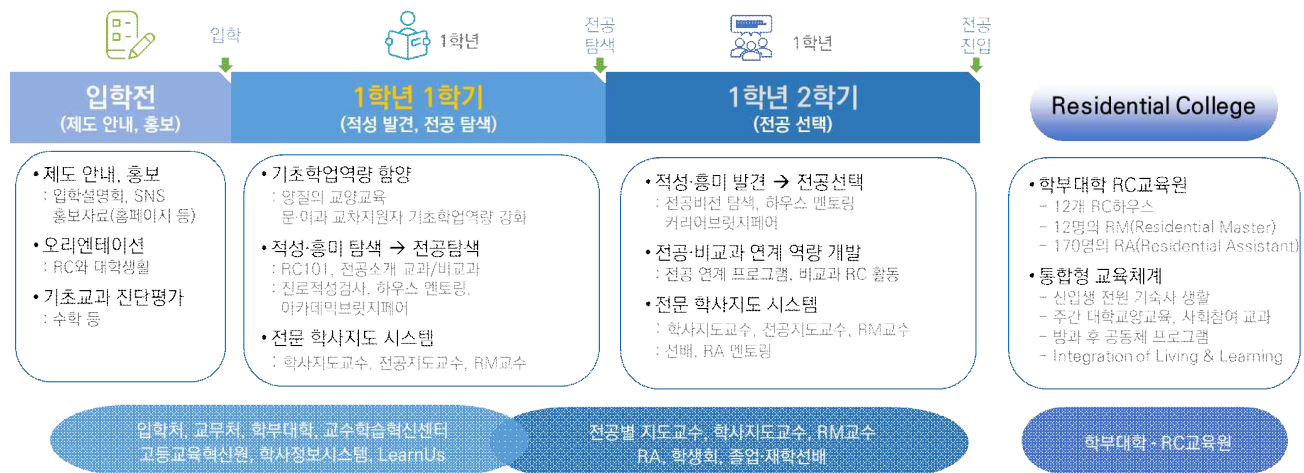 입학
1학년
전공
탐색
1학년
전공
진입
입학전
(제도 안내, 홍보)
1학년 1학기
(적성 발견, 전공 탐색)
1학년 2학기
(전공 선택)
Residential College
• 제도 안내, 홍보
: 입학설명회, SNS
홍보자료(홈페이지 등)
• 오리엔테이션
: RC와 대학생활
• 기초교과 진단평가
: 수학 등
• 기초학업역량 함양
: 양질의 교양교육
문·이과 교차지원자 기초학업역량 강화
• 적성·흥미 탐색 → 전공탐색
: RC101, 전공소개 교과/비교과
: 진로적성검사, 하우스 멘토링,
아카데믹브릿지페어
• 전문 학사지도 시스템
: 학사지도교수, 전공지도교수, RM교수
• 적성·흥미 발견 → 전공선택
: 전공비전 탐색, 하우스 멘토링
커리어브릿지페어
• 전공·비교과 연계 역량 개발
: 전공 연계 프로그램, 비교과 RC 활동
• 전문 학사지도 시스템
: 학사지도교수, 전공지도교수, RM교수
: 선배, RA 멘토링
• 학부대학 RC교육원
– 12개 RC하우스
– 12명의 RM(Residential Master)
– 170명의 RA(Residential Assistant)
• 통합형 교육체계
– 신입생 전원 기숙사 생활
– 주간 대학교양교육, 사회참여 교과
– 방과 후 공동체 프로그램
– Integration of Living & Learning
입학처, 교무처, 학부대학, 교수학습혁신센터
고등교육혁신원, 학사정보시스템, LearnUs
전공별 지도교수, 학사지도교수, RM교수
RA, 학생회, 졸업·재학선배
학부대학 - RC교육원